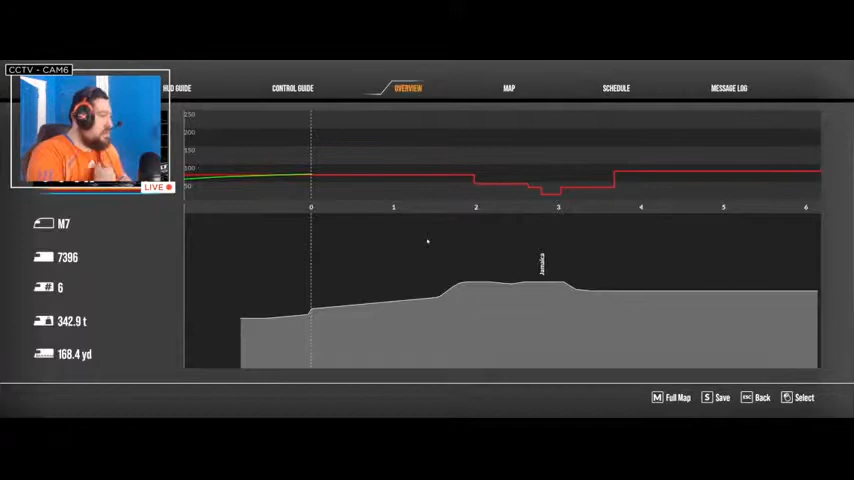 CCTV - CAM6
HUD GUIDE
CONTROL GUIDE
OVERVIEW
MAP
SCHEDULE
MESSAGE LOG
250
200
150
100
50
LIVE
0
1
2
3
4
5
6
M7
7396
6
342.9 t
168.4 yd
Jamaica
M Full Map
S Save
ESC Back
Select